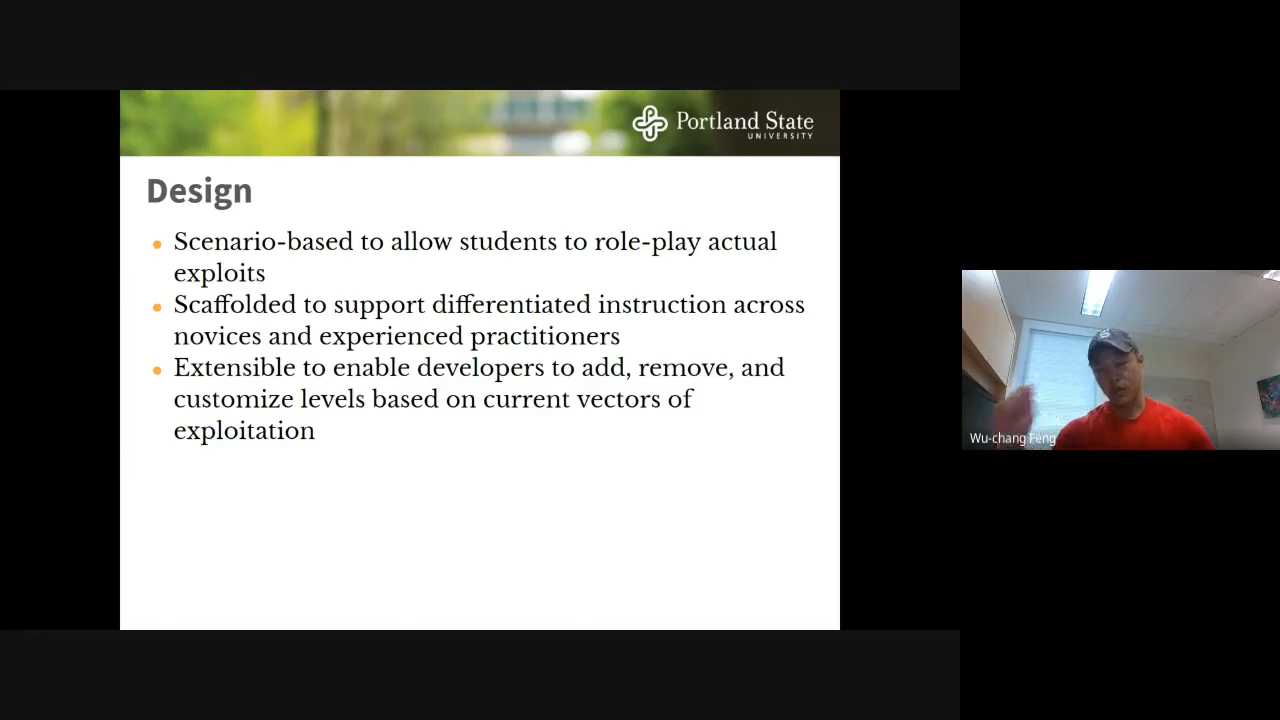 Portland State
UNIVERSITY
Design
Scenario-based to allow students to role-play actual
exploits
Scaffolded to support differentiated instruction across
novices and experienced practitioners
Extensible to enable developers to add, remove, and
customize levels based on current vectors of
exploitation
Wu-chang Feng